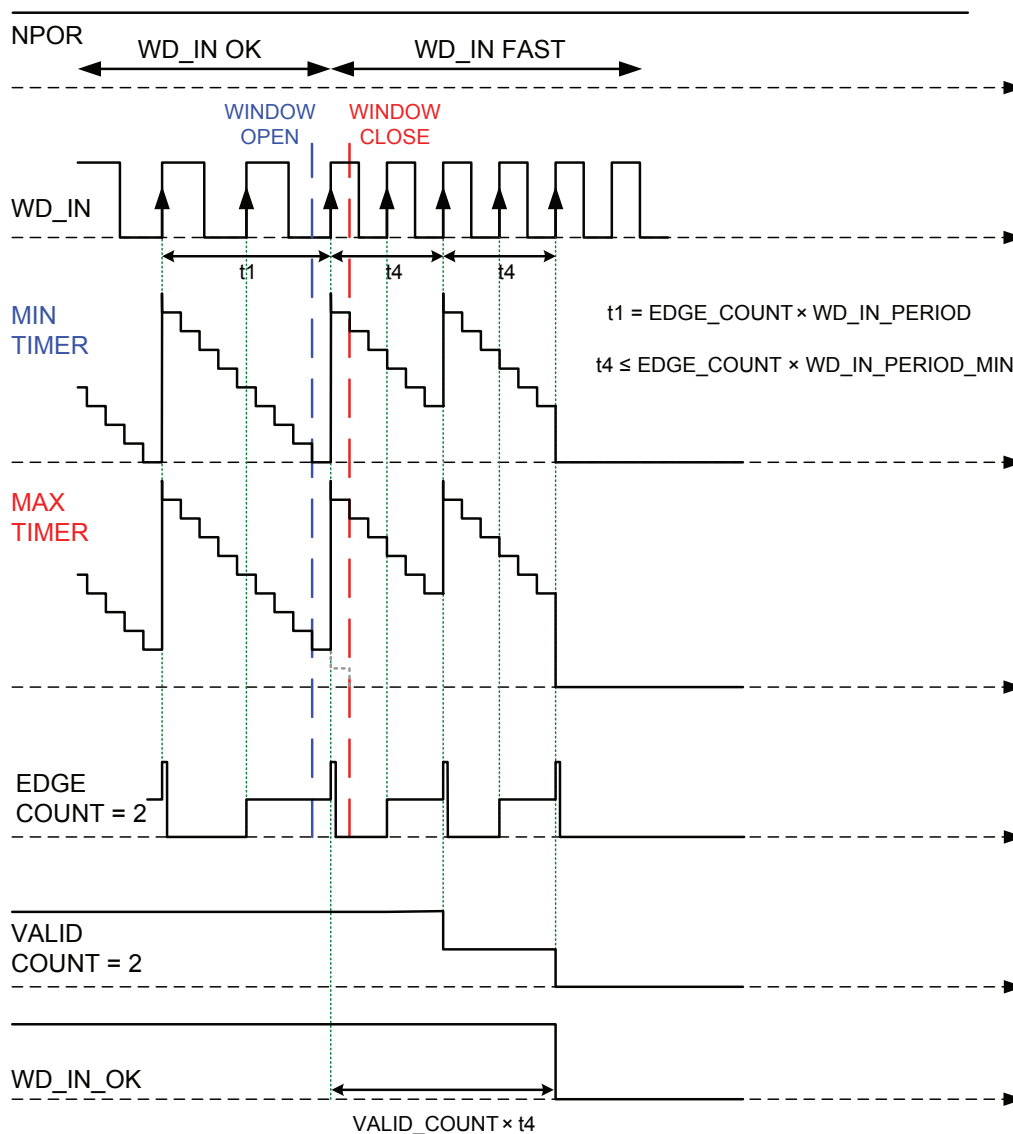 NPOR
WD_IN OK
WD_IN FAST
WINDOW
OPEN
WINDOW
CLOSE
WD_IN
t1
t4
t4
MIN
TIMER
t1 = EDGE_COUNT × WD_IN_PERIOD
t4 ≤ EDGE_COUNT × WD_IN_PERIOD_MIN
MAX
TIMER
EDGE
COUNT = 2
VALID
COUNT = 2
WD_IN_OK
VALID_COUNT × t4